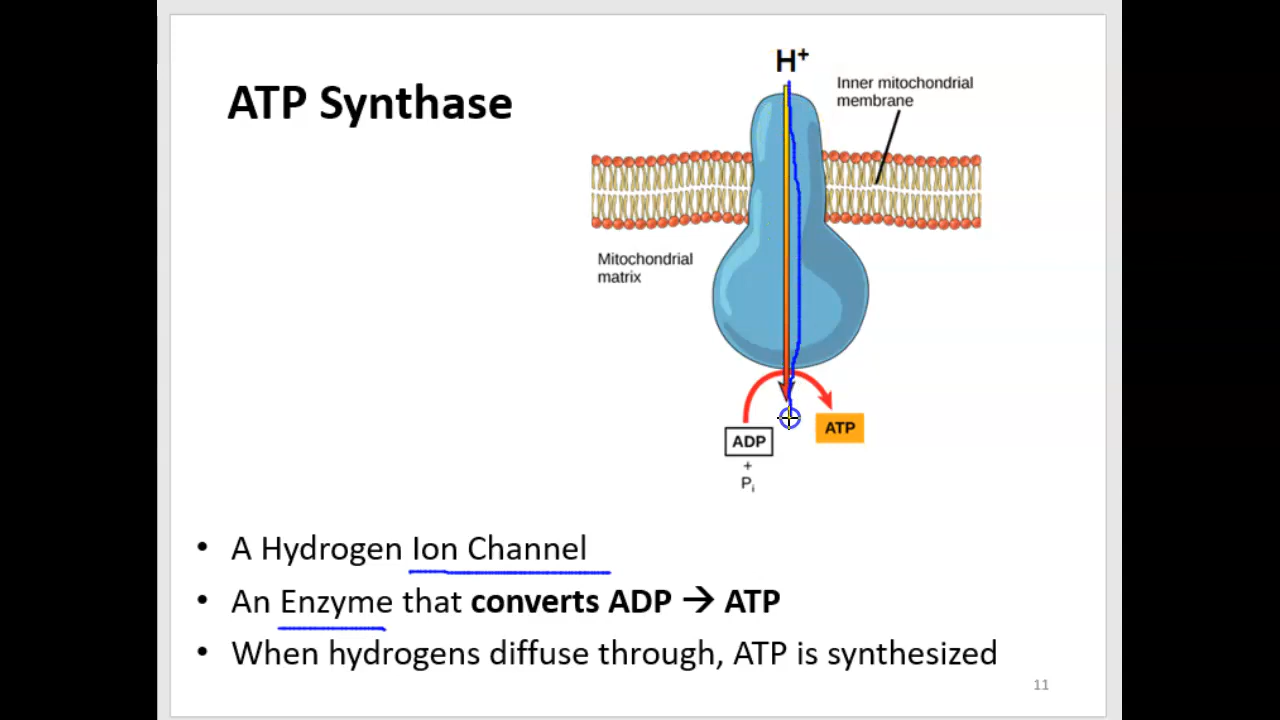 ATP Synthase
H⁺
Inner mitochondrial
membrane
Mitochondrial
matrix
ADP
+
Pᵢ
ATP
• A Hydrogen Ion Channel
• An Enzyme that converts ADP → ATP
• When hydrogens diffuse through, ATP is synthesized
11